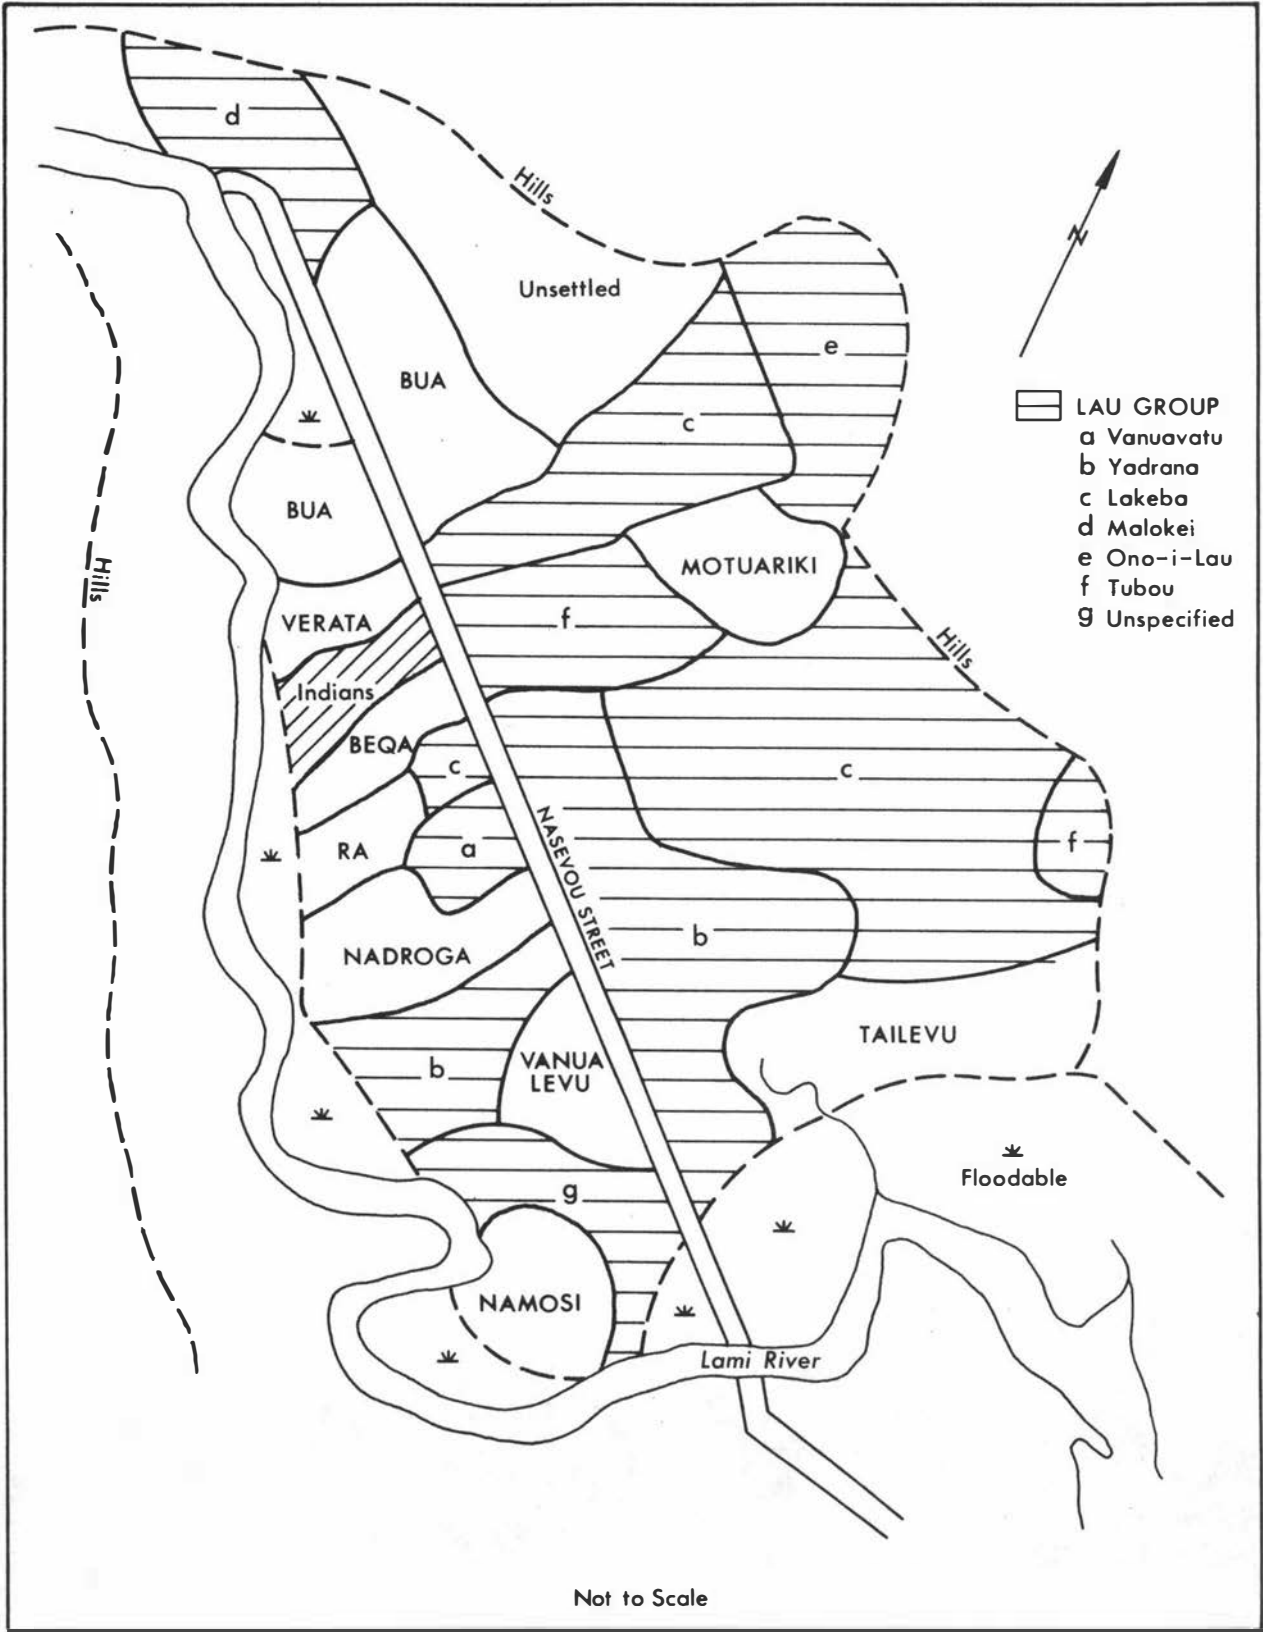 d
Hills
N
Unsettled
e
BUA
LAU GROUP
a Vanuavatu
b Yadrana
c Lakeba
d Malokei
e Ono-i-Lau
f Tubou
g Unspecified
c
BUA
Hills
MOTUARIKI
VERATA
f
Hills
Indians
BEQA
c
c
NASEVOU STREET
RA
a
f
b
NADROGA
TAILEVU
b
VANUA
LEVU
Floodable
g
NAMOSI
Lami River
Not to Scale